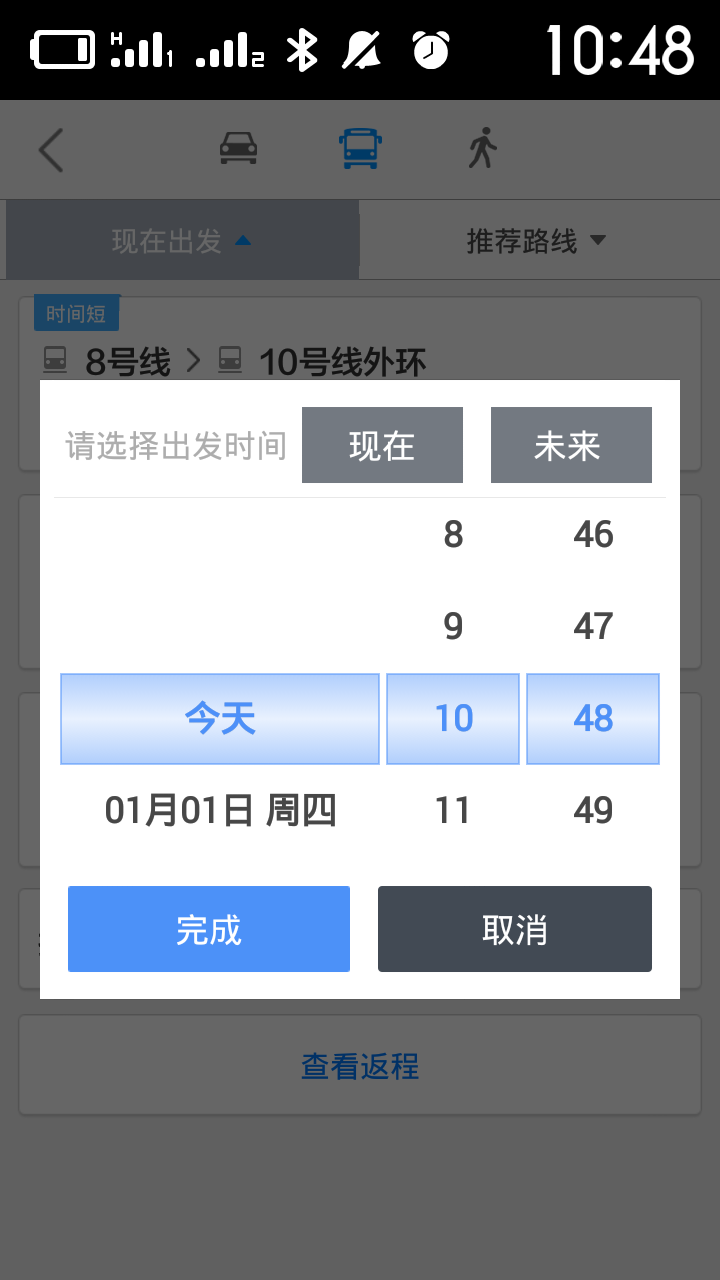 H 1 2 10:48
现在出发 推荐路线
时间短
8号线 10号线外环
请选择出发时间 现在 未来
8 46
9 47
今天 10 48
01月01日 周四 11 49
完成 取消
查看返程